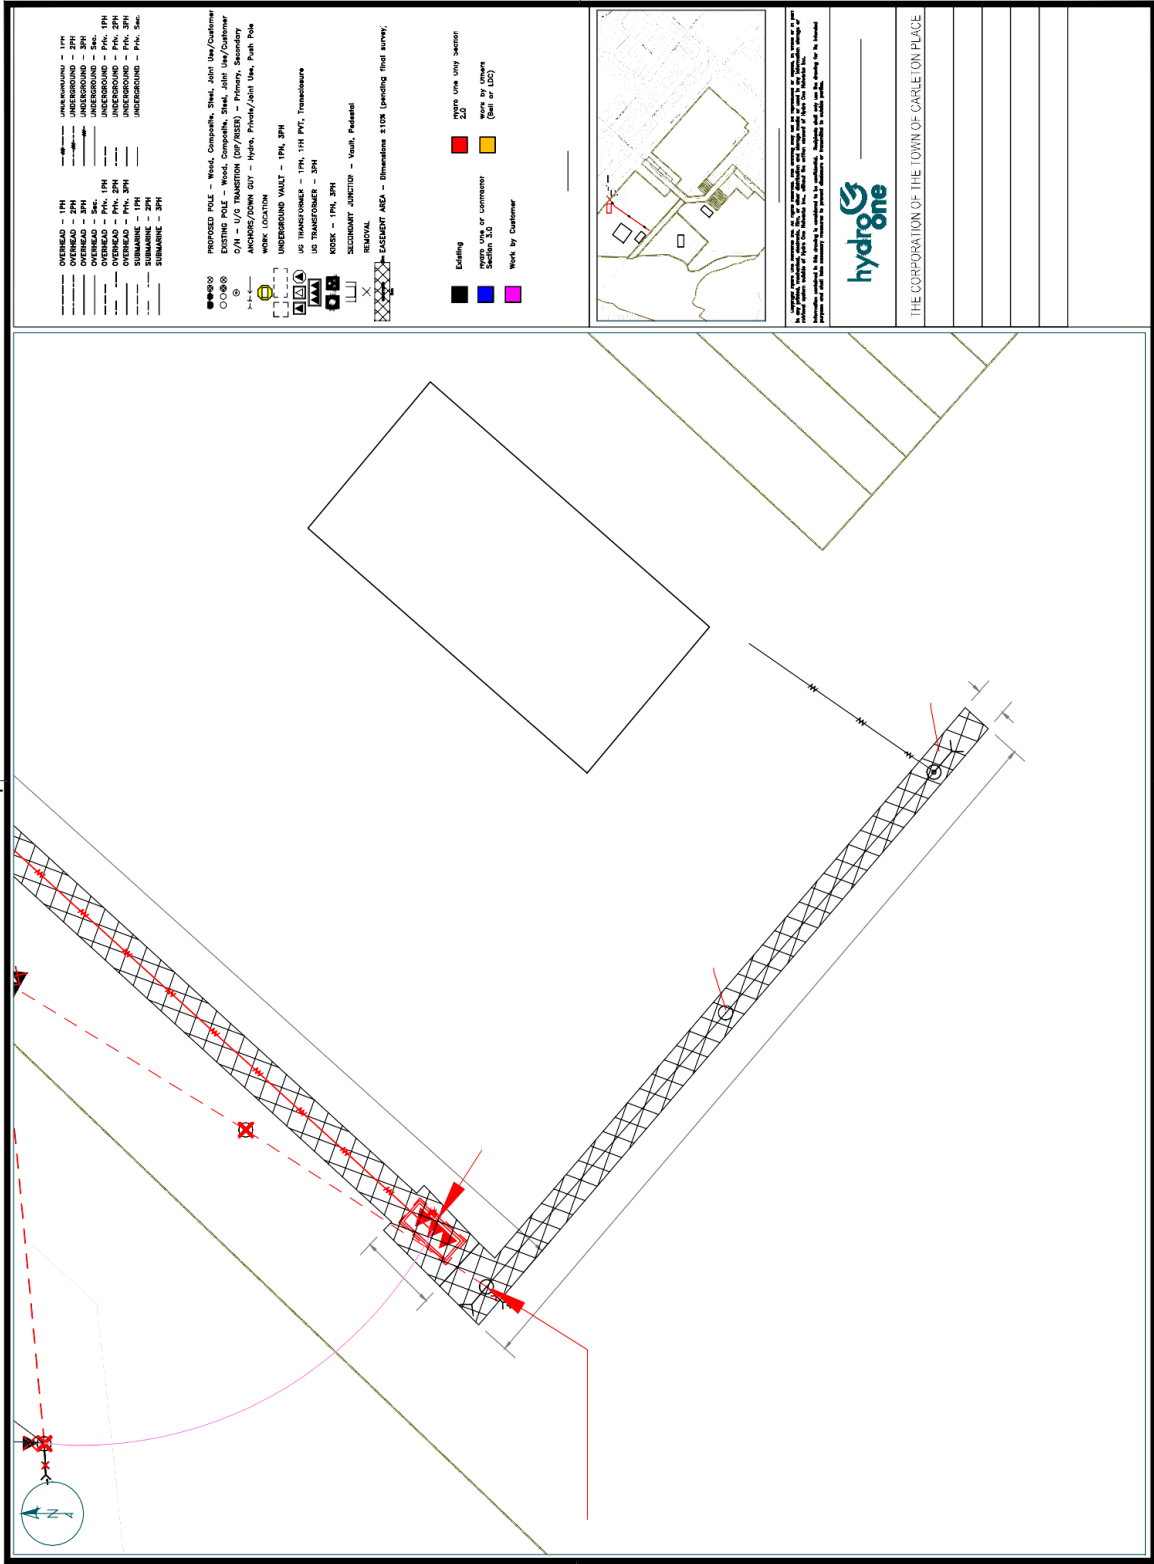 OVERHEAD - 1PH
OVERHEAD - 2PH
OVERHEAD - 3PH
OVERHEAD - Sec.
OVERHEAD - Priv. 1PH
OVERHEAD - Priv. 2PH
OVERHEAD - Priv. 3PH
SUBMARINE - 1PH
SUBMARINE - 2PH
SUBMARINE - 3PH
UNDERGROUND - 1PH
UNDERGROUND - 2PH
UNDERGROUND - 3PH
UNDERGROUND - Sec.
UNDERGROUND - Priv. 1PH
UNDERGROUND - Priv. 2PH
UNDERGROUND - Priv. 3PH
UNDERGROUND - Priv. Sec.
PROPOSED POLE - Wood, Composite, Steel, Joint Use/Customer
EXISTING POLE - Wood, Composite, Steel, Joint Use/Customer
O/H - U/G TRANSITION (DIP/RISER) - Primary, Secondary
ANCHORS/DOWN GUY - Hydro, Private/Joint Use, Push Pole
WORK LOCATION
UNDERGROUND VAULT - 1PH, 3PH
UG TRANSFORMER - 1PH, 1PH PVT, Transclosure
UG TRANSFORMER - 3PH
KIOSK - 1PH, 3PH
SECONDARY JUNCTION - Vault, Pedestal
REMOVAL
EASEMENT AREA - Dimensions ±10% (pending final survey)
Existing
Hydro One or Contractor
Section 3.0
Work by Customer
Hydro One Only Section
2.0
Work by Others
(Bell or LDC)
hydro
one
THE CORPORATION OF THE TOWN OF CARLETON PLACE
N